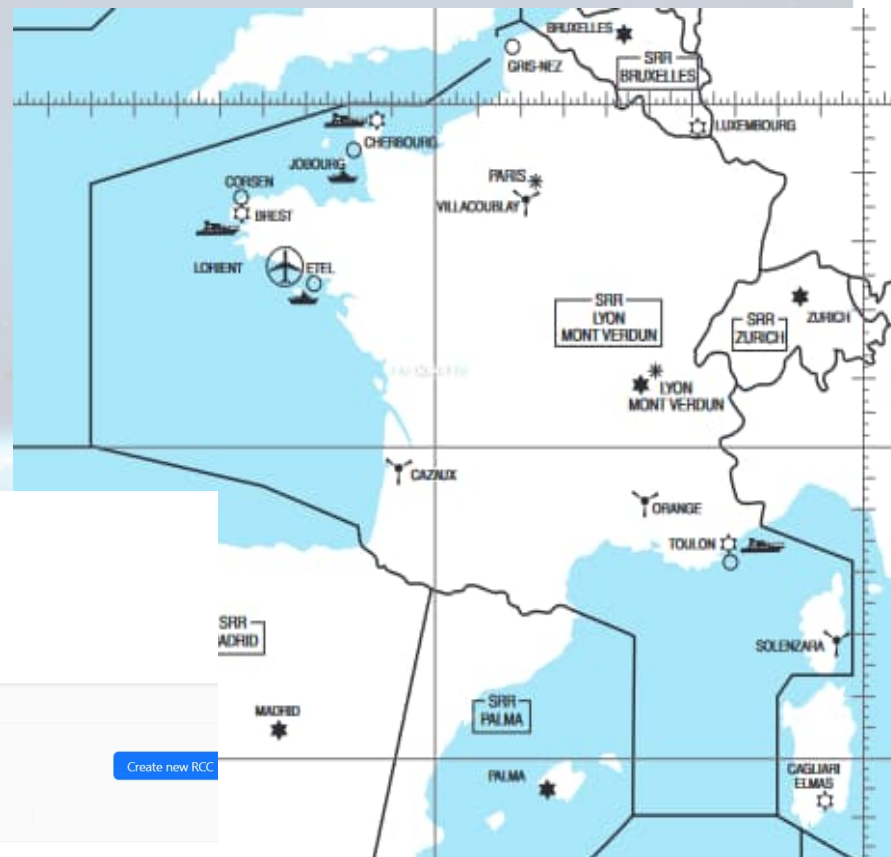 BRUXELLES
GRIS-NEZ
SRR
BRUXELLES
LUXEMBOURG
CHERBOURG
JOBOURG
CORSEN
BREST
PARIS
VILLACOUBLAY
LORIENT
ETEL
SRR
LYON
MONT VERDUN
SRR
ZURICH
ZURICH
LYON
MONT VERDUN
CAZAUX
ORANGE
TOULON
SOLENZARA
SRR
ADRID
MADRID
SRR
PALMA
PALMA
CAGLIARI
ELMAS
Create new RCC